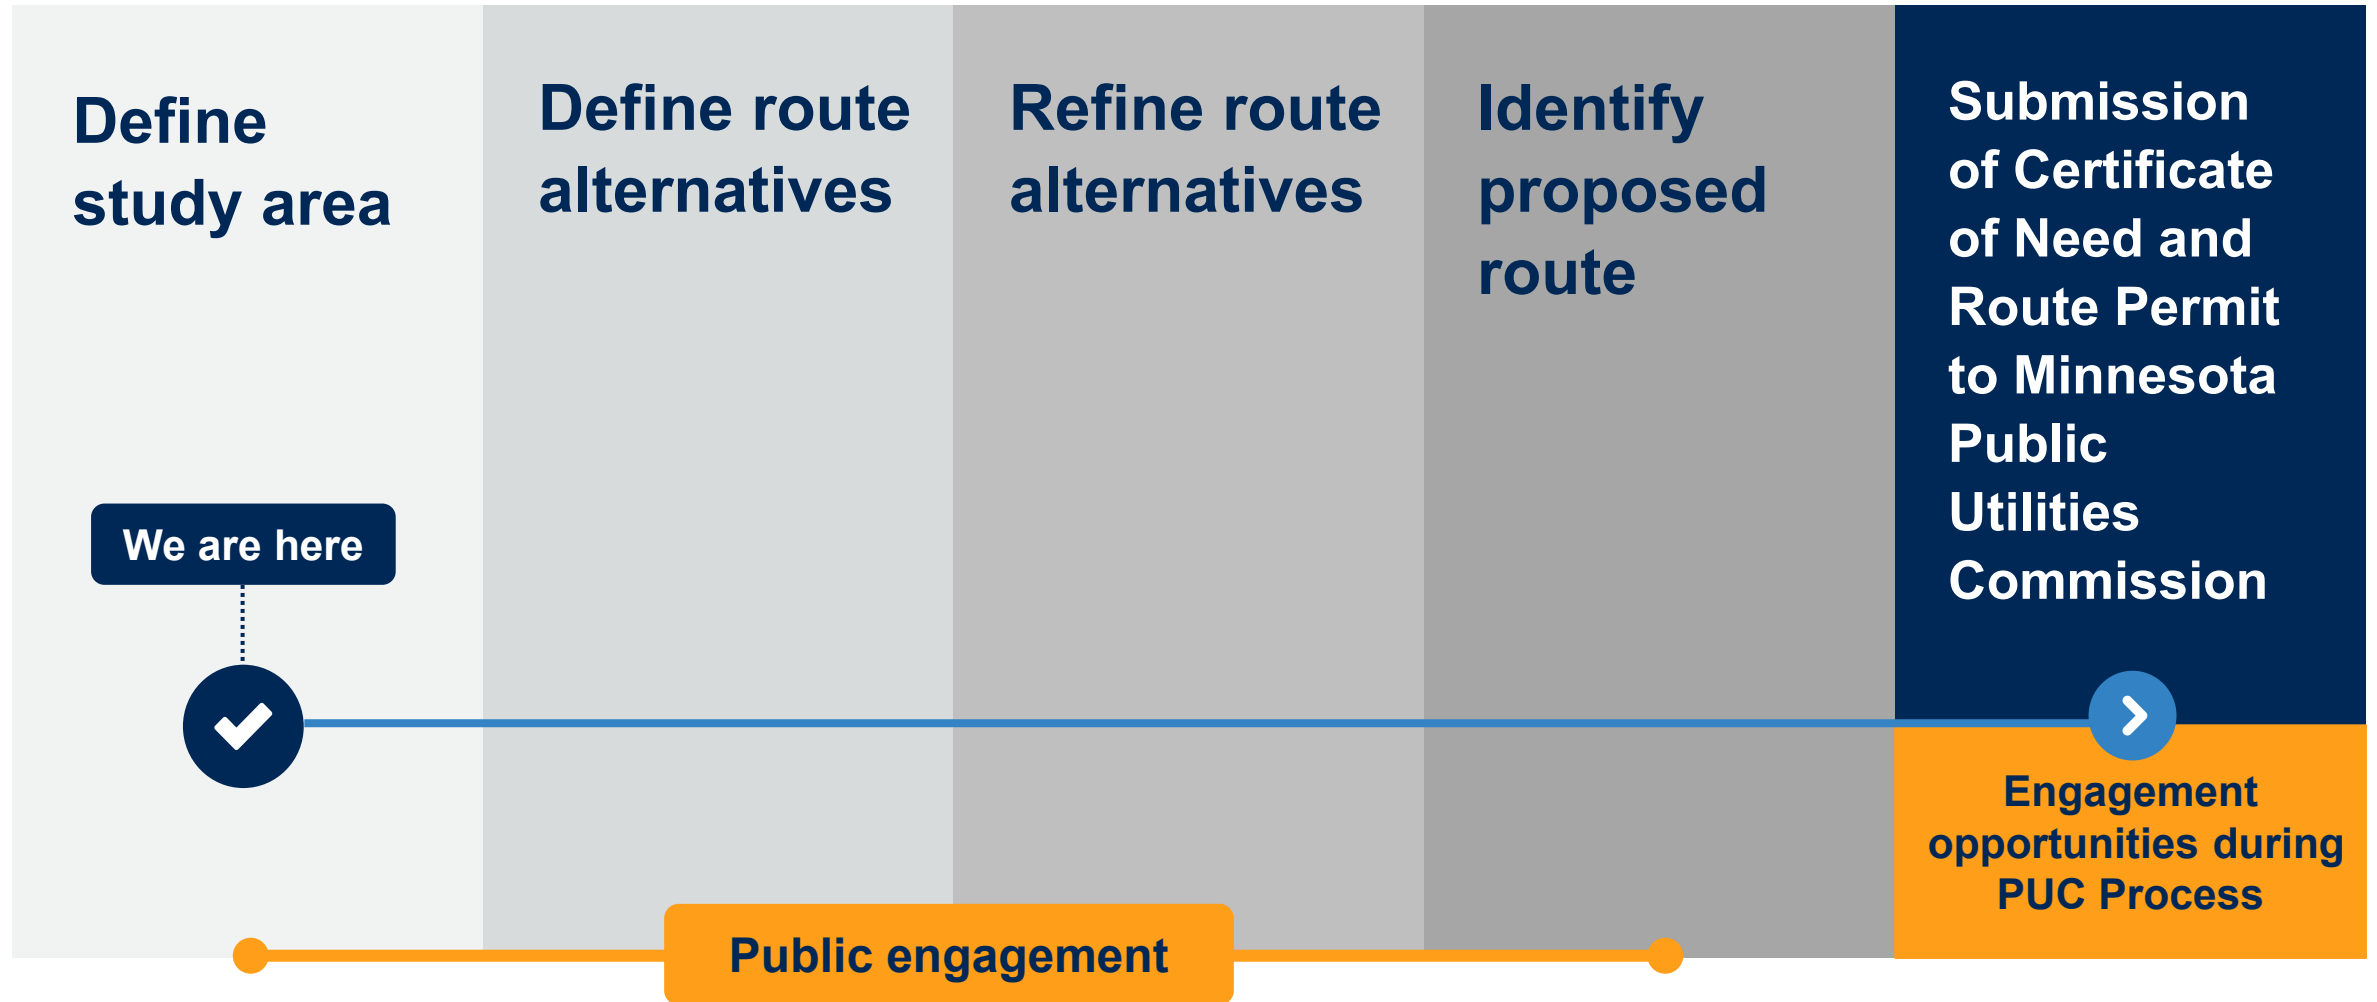 Define
study area
Define route
alternatives
Refine route
alternatives
Identify
proposed
route
Submission
of Certificate
of Need and
Route Permit
to Minnesota
Public
Utilities
Commission
We are here
Engagement
opportunities during
PUC Process
Public engagement